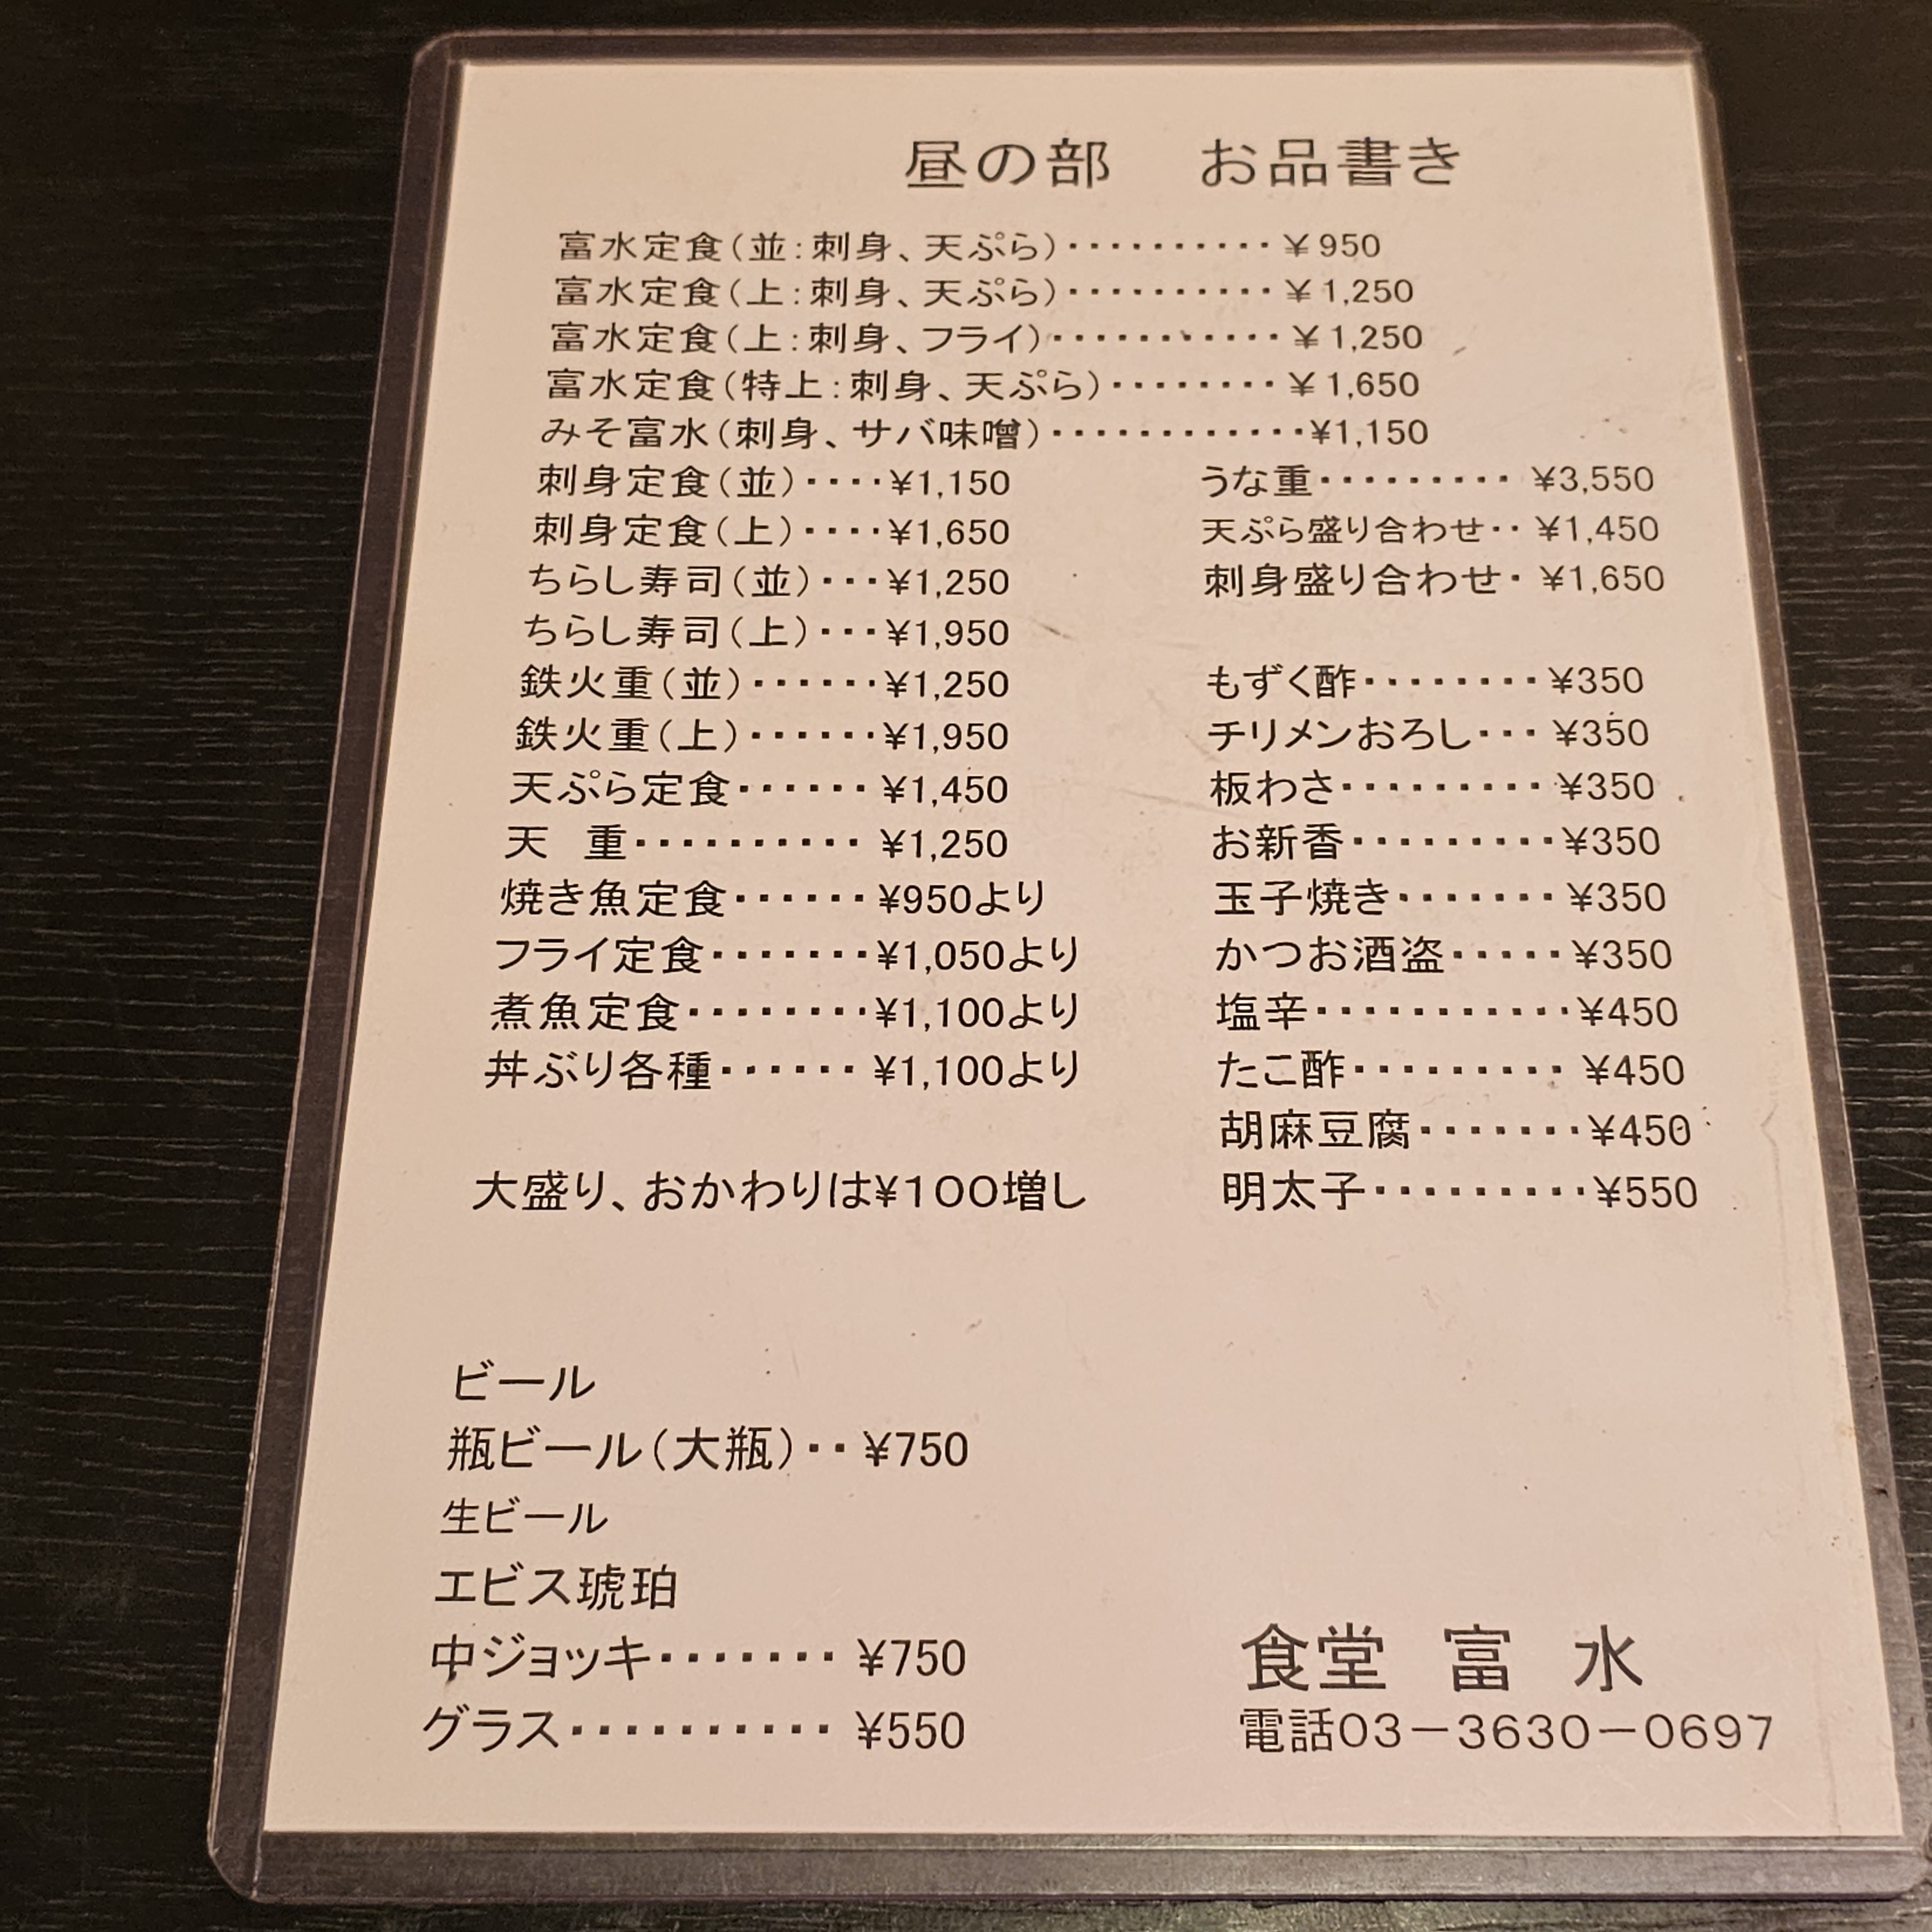 昼の部　お品書き
富水定食(並:刺身、天ぷら)··········¥950
富水定食(上:刺身、天ぷら)··········¥1,250
富水定食(上:刺身、フライ)···········¥1,250
富水定食(特上:刺身、天ぷら)········¥1,650
みそ富水(刺身、サバ味噌)············¥1,150
刺身定食(並)····¥1,150
刺身定食(上)····¥1,650
ちらし寿司(並)···¥1,250
ちらし寿司(上)···¥1,950
鉄火重(並)······¥1,250
鉄火重(上)······¥1,950
天ぷら定食······¥1,450
天　重··········¥1,250
焼き魚定食······¥950より
フライ定食·······¥1,050より
煮魚定食········¥1,100より
丼ぶり各種······¥1,100より
大盛り、おかわりは¥100増し
うな重·········¥3,550
天ぷら盛り合わせ··¥1,450
刺身盛り合わせ·¥1,650
もずく酢········¥350
チリメンおろし···¥350
板わさ·········¥350
お新香·········¥350
玉子焼き·······¥350
かつお酒盗·····¥350
塩辛···········¥450
たこ酢·········¥450
胡麻豆腐·······¥450
明太子·········¥550
ビール
瓶ビール(大瓶)··¥750
生ビール
エビス琥珀
中ジョッキ·······¥750
グラス··········¥550
食堂　富　水
電話03－3630－0697